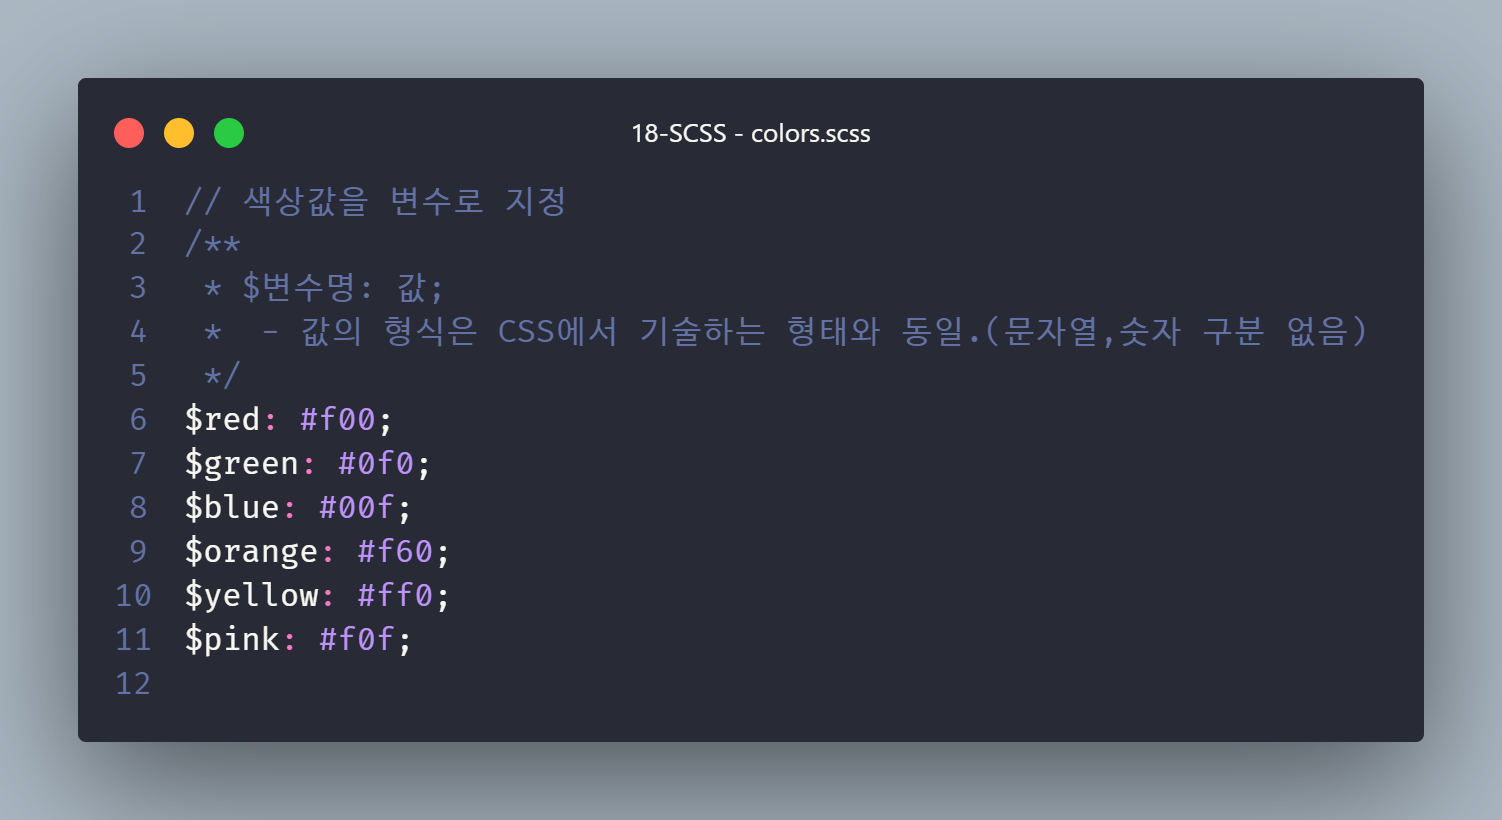 18-SCSS - colors.scss
1 // 색상값을 변수로 지정
2 /**
3  * $변수명: 값;
4  *  - 값의 형식은 CSS에서 기술하는 형태와 동일.(문자열,숫자 구분 없음)
5  */
6 $red: #f00;
7 $green: #0f0;
8 $blue: #00f;
9 $orange: #f60;
10 $yellow: #ff0;
11 $pink: #f0f;
12